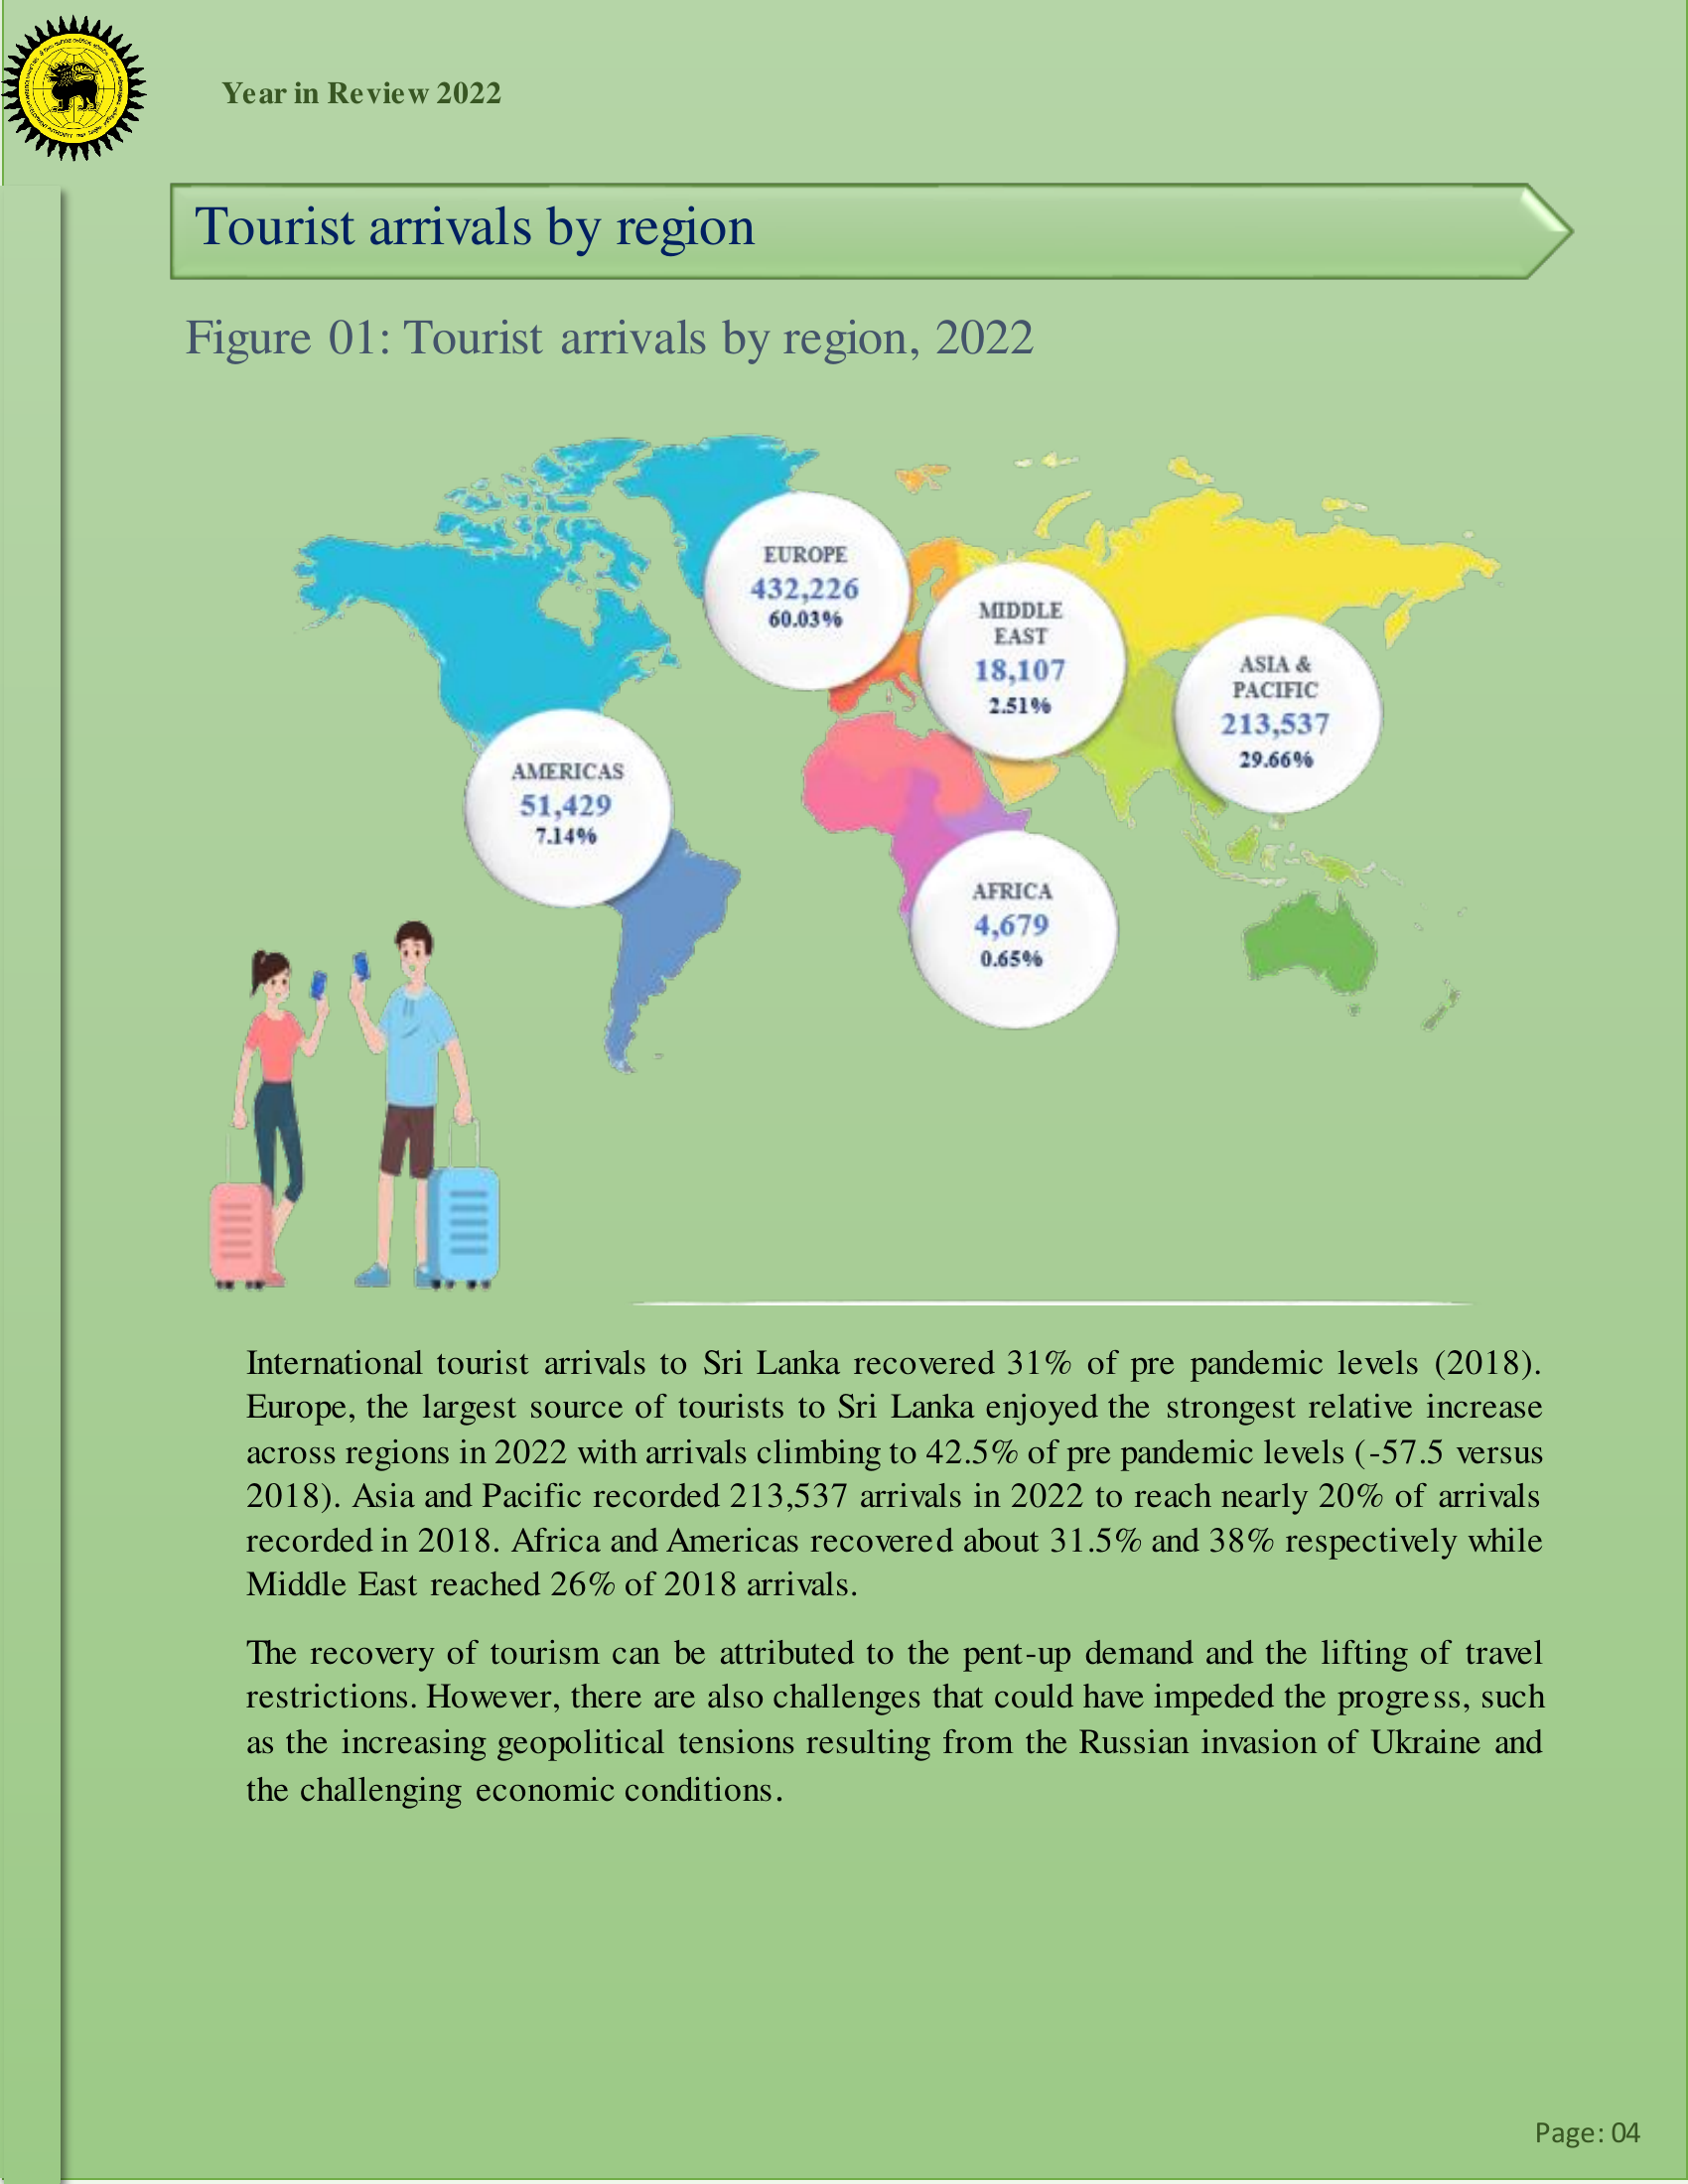 Year in Review 2022
Tourist arrivals by region
Figure 01: Tourist arrivals by region, 2022
EUROPE
432,226
60.03%
MIDDLE
EAST
18,107
2.51%
ASIA &
PACIFIC
213,537
29.66%
AMERICAS
51,429
7.14%
AFRICA
4,679
0.65%
International tourist arrivals to Sri Lanka recovered 31% of pre pandemic levels (2018).
Europe, the largest source of tourists to Sri Lanka enjoyed the strongest relative increase
across regions in 2022 with arrivals climbing to 42.5% of pre pandemic levels (-57.5 versus
2018). Asia and Pacific recorded 213,537 arrivals in 2022 to reach nearly 20% of arrivals
recorded in 2018. Africa and Americas recovered about 31.5% and 38% respectively while
Middle East reached 26% of 2018 arrivals.
The recovery of tourism can be attributed to the pent-up demand and the lifting of travel
restrictions. However, there are also challenges that could have impeded the progress, such
as the increasing geopolitical tensions resulting from the Russian invasion of Ukraine and
the challenging economic conditions.
Page: 04